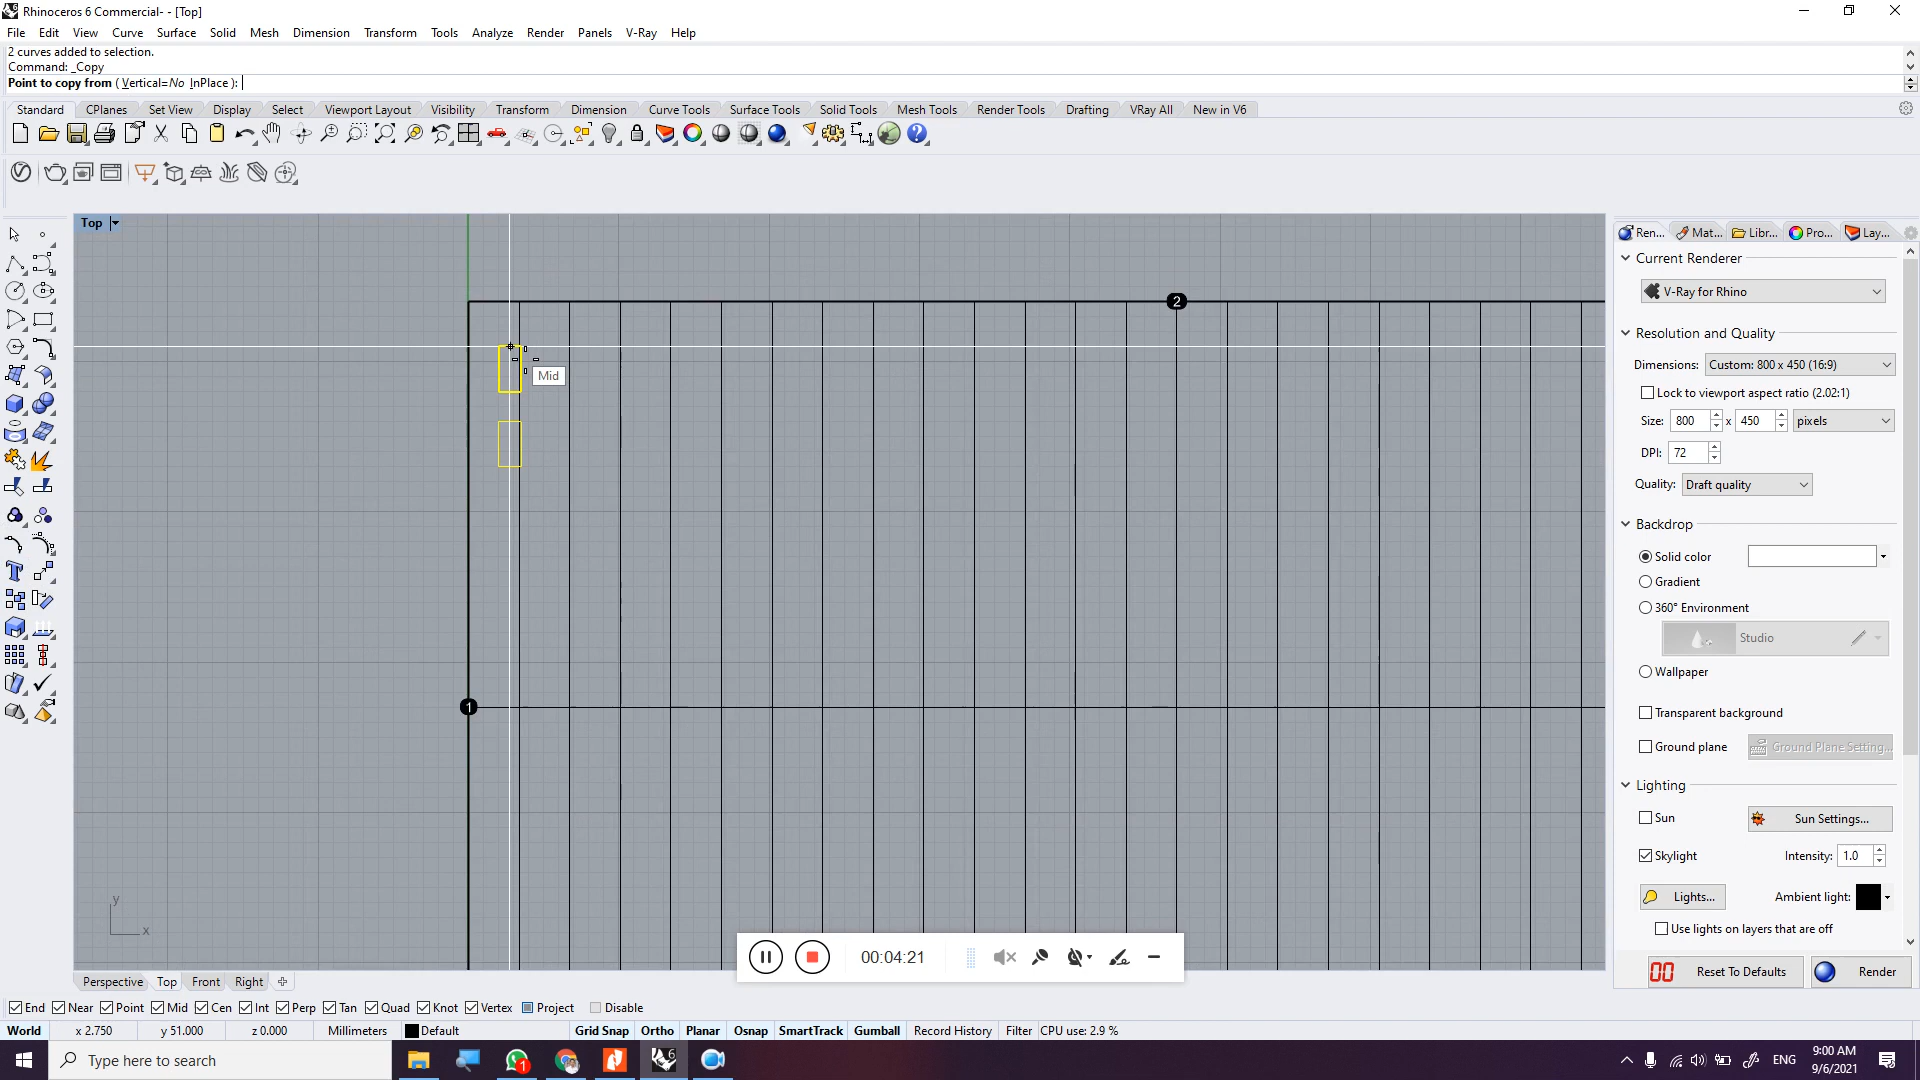 Rhinoceros 6 Commercial- - [Top]
File Edit View Curve Surface Solid Mesh Dimension Transform Tools Analyze Render Panels V-Ray Help
2 curves added to selection.
Command: _Copy
Point to copy from ( Vertical=No InPlace ):
Standard CPlanes Set View Display Select Viewport Layout Visibility Transform Dimension Curve Tools Surface Tools Solid Tools Mesh Tools Render Tools Drafting VRay All New in V6
Top
Ren... Mat... Libr... Pro... Lay...
Current Renderer
V-Ray for Rhino
2
Resolution and Quality
Dimensions: Custom: 800 x 450 (16:9)
Mid
Lock to viewport aspect ratio (2.02:1)
Size: 800 x 450 pixels
DPI: 72
Quality: Draft quality
Backdrop
Solid color
Gradient
360° Environment
Studio
Wallpaper
1
Transparent background
Ground plane Ground Plane Setting...
Lighting
Sun Sun Settings...
Skylight Intensity: 1.0
Lights... Ambient light:
y
x
Use lights on layers that are off
00:04:21
Reset To Defaults Render
Perspective Top Front Right
End Near Point Mid Cen Int Perp Tan Quad Knot Vertex Project Disable
World x 2.750 y 51.000 z 0.000 Millimeters Default Grid Snap Ortho Planar Osnap SmartTrack Gumball Record History Filter CPU use: 2.9 %
Type here to search
1
6
ENG
9:00 AM
9/6/2021